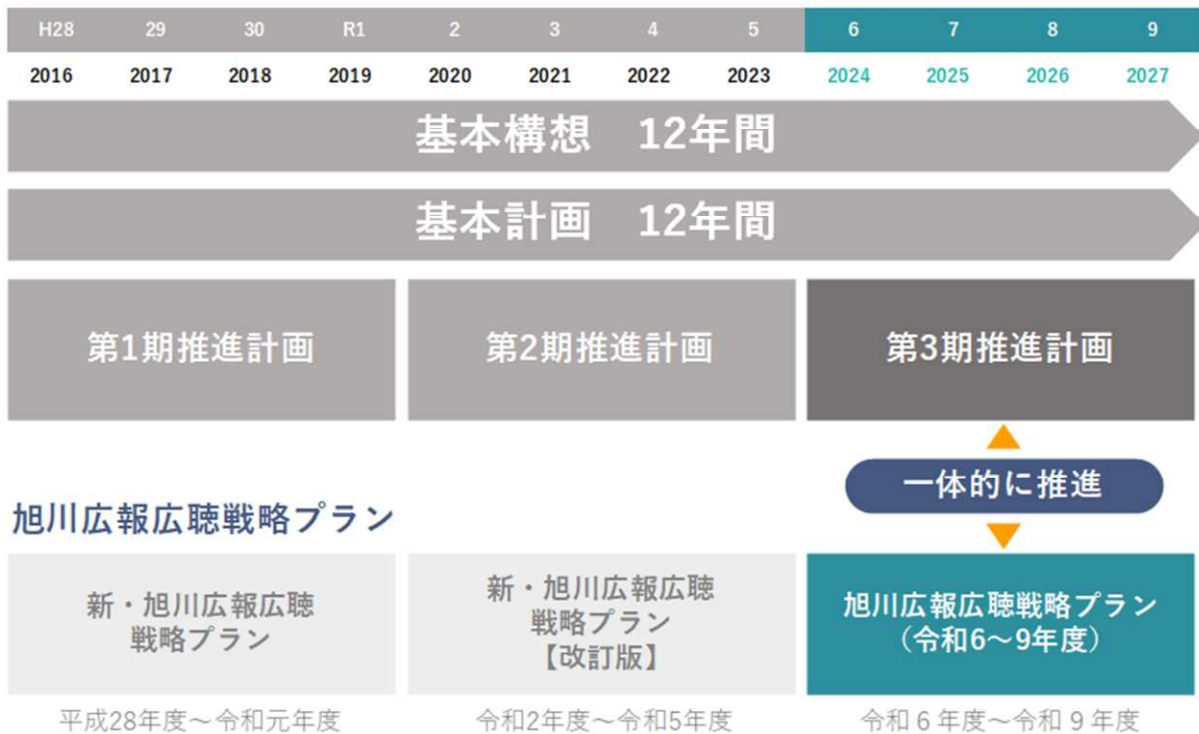 H28 29 30 R1 2 3 4 5 6 7 8 9
2016 2017 2018 2019 2020 2021 2022 2023 2024 2025 2026 2027
基本構想　12年間
基本計画　12年間
第1期推進計画 第2期推進計画 第3期推進計画
一体的に推進
旭川広報広聴戦略プラン
新・旭川広報広聴
戦略プラン
新・旭川広報広聴
戦略プラン
【改訂版】
旭川広報広聴戦略プラン
（令和6～9年度）
平成28年度～令和元年度 令和2年度～令和5年度 令和６年度～令和９年度